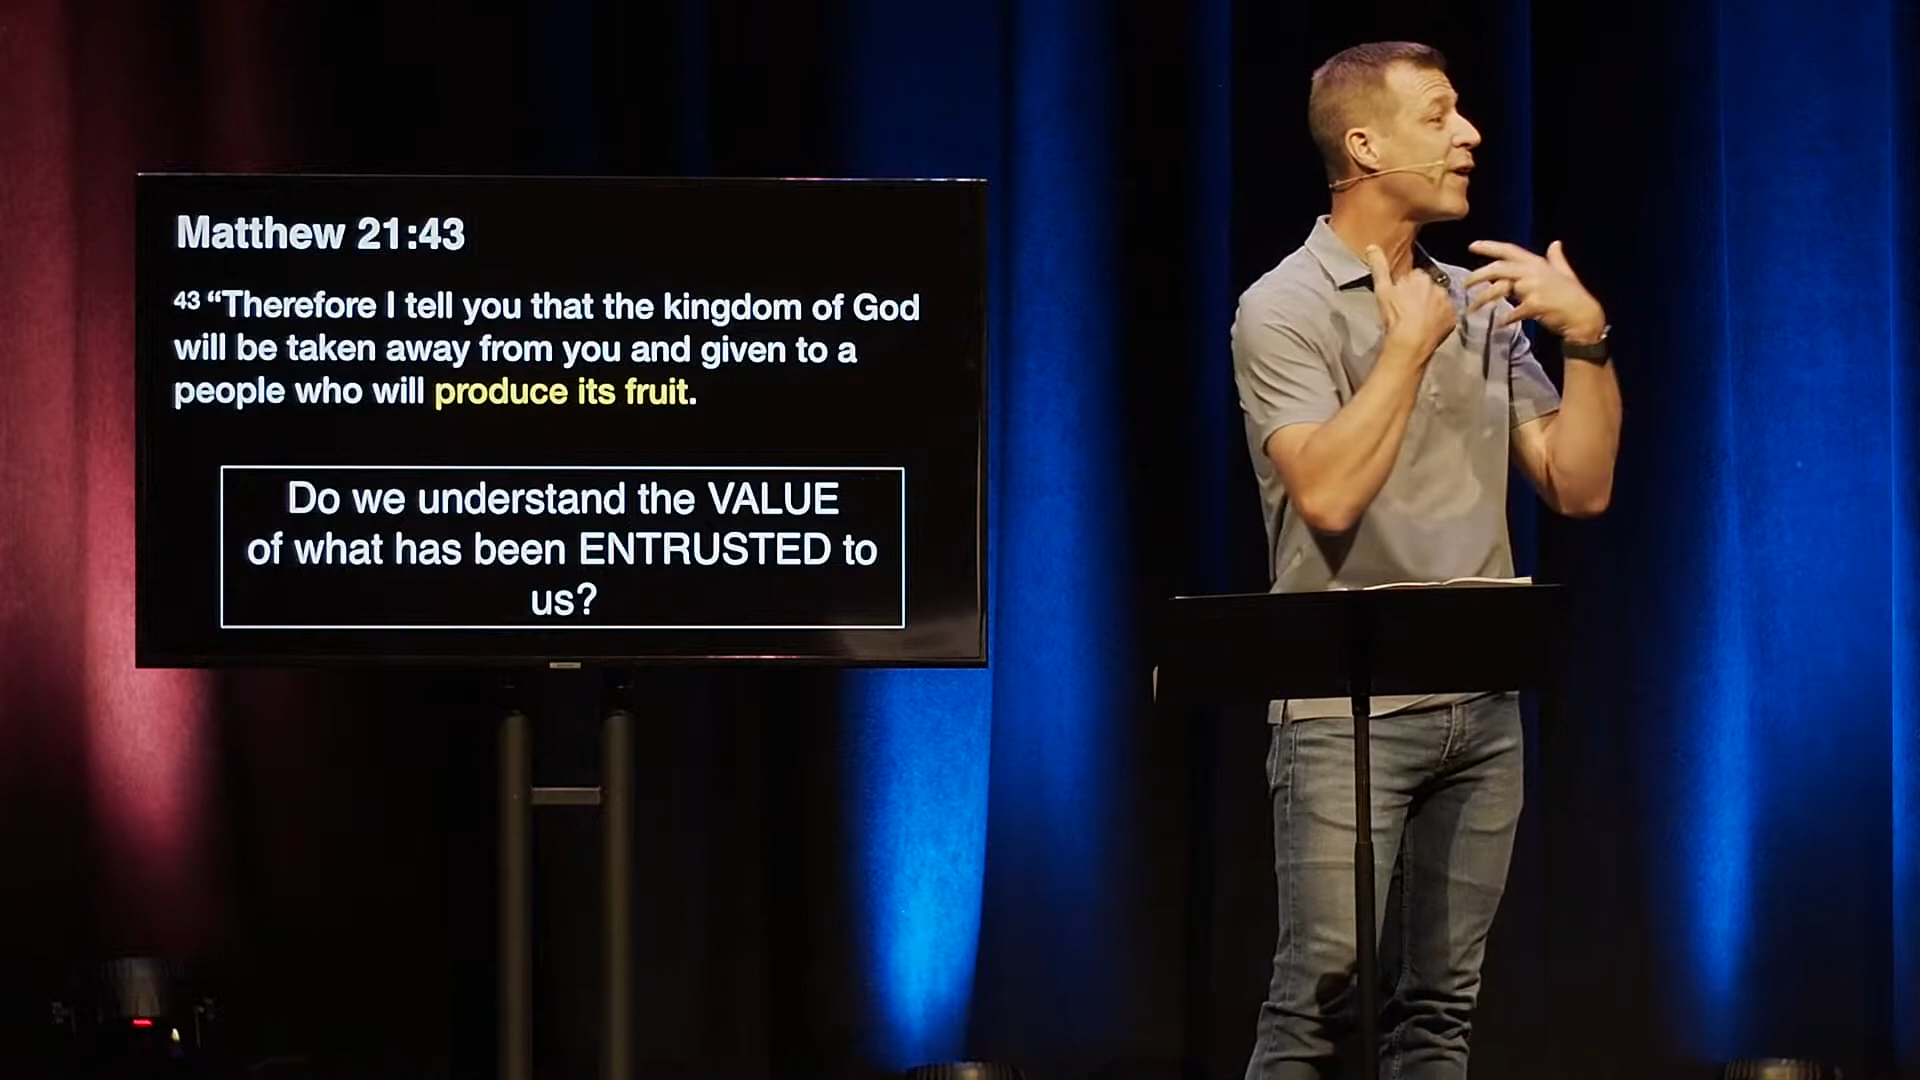 Matthew 21:43
43 “Therefore I tell you that the kingdom of God
will be taken away from you and given to a
people who will produce its fruit.
Do we understand the VALUE
of what has been ENTRUSTED to
us?